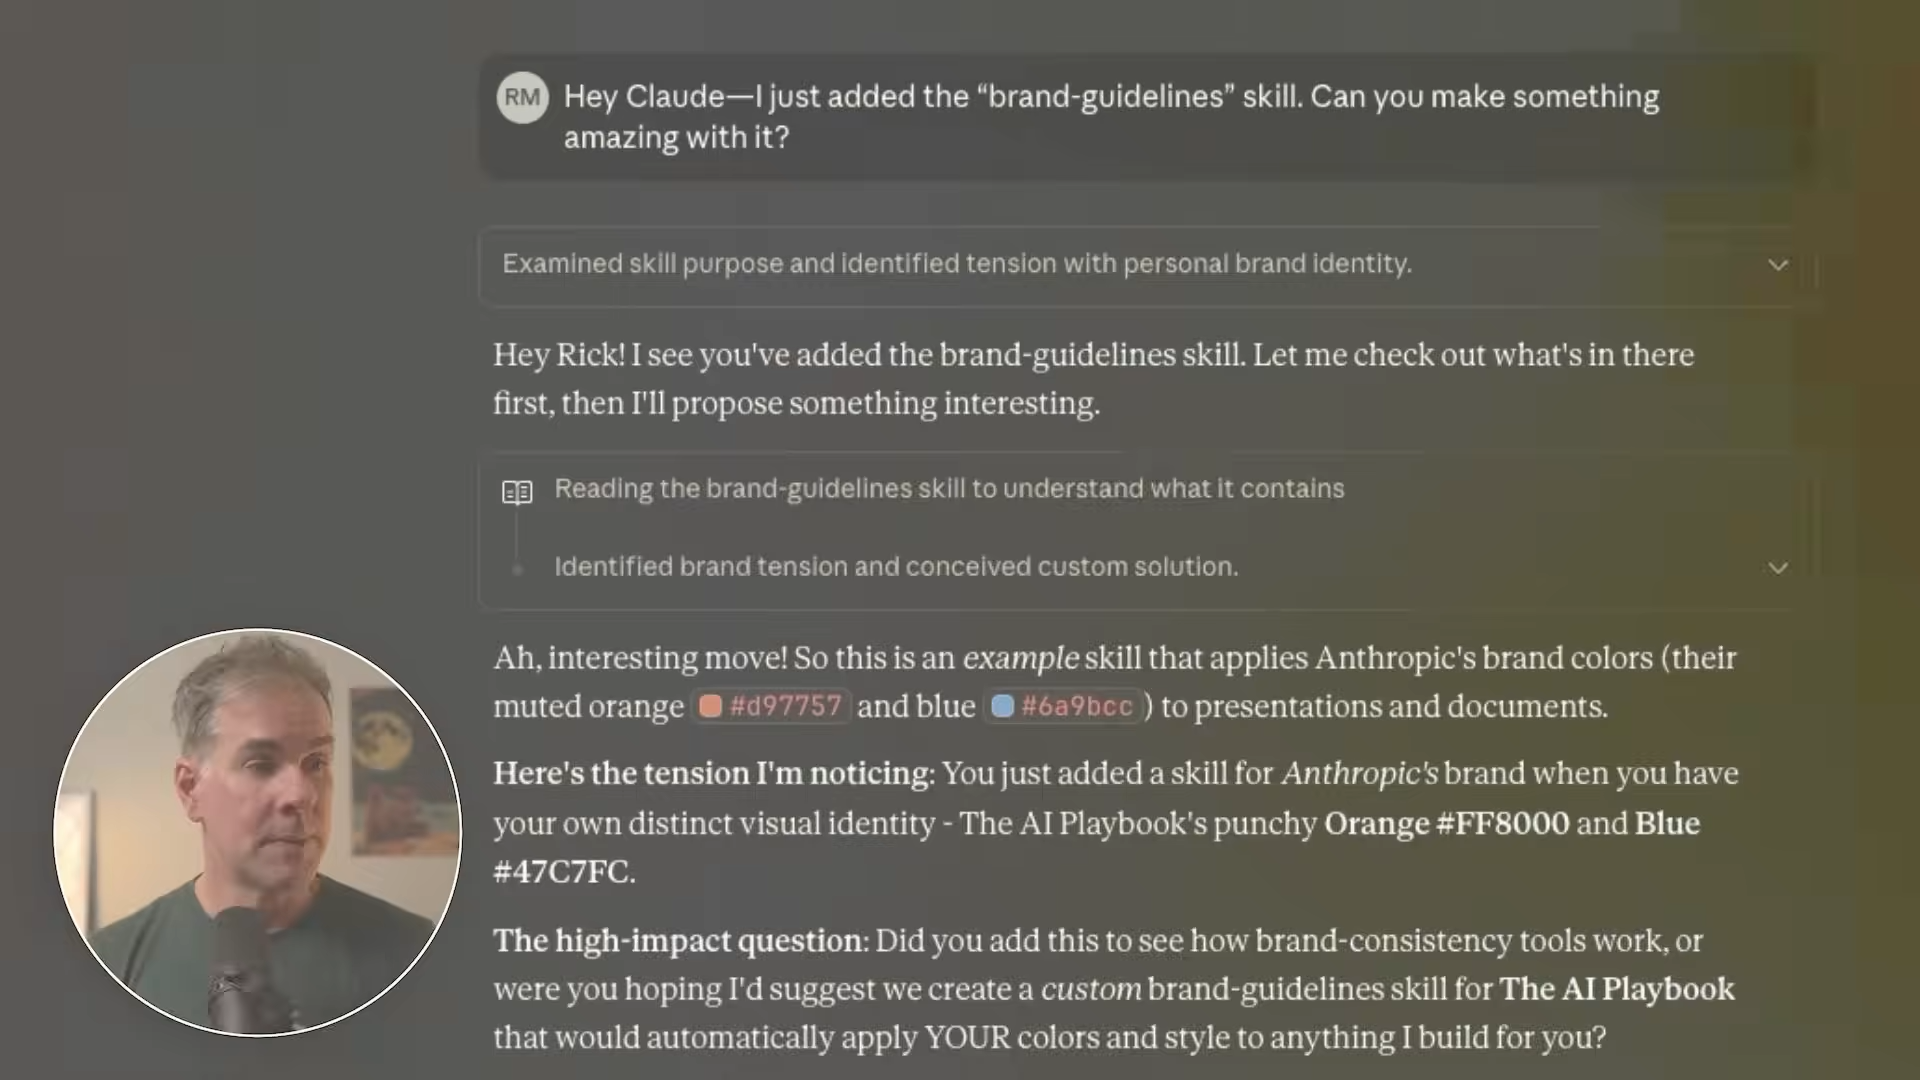 RM
Hey Claude—I just added the “brand-guidelines” skill. Can you make something
amazing with it?
Examined skill purpose and identified tension with personal brand identity.
Hey Rick! I see you've added the brand-guidelines skill. Let me check out what's in there
first, then I'll propose something interesting.
Reading the brand-guidelines skill to understand what it contains
Identified brand tension and conceived custom solution.
Ah, interesting move! So this is an example skill that applies Anthropic's brand colors (their
muted orange #d97757 and blue #6a9bcc) to presentations and documents.
Here's the tension I'm noticing: You just added a skill for Anthropic's brand when you have
your own distinct visual identity - The AI Playbook's punchy Orange #FF8000 and Blue
#47C7FC.
The high-impact question: Did you add this to see how brand-consistency tools work, or
were you hoping I'd suggest we create a custom brand-guidelines skill for The AI Playbook
that would automatically apply YOUR colors and style to anything I build for you?